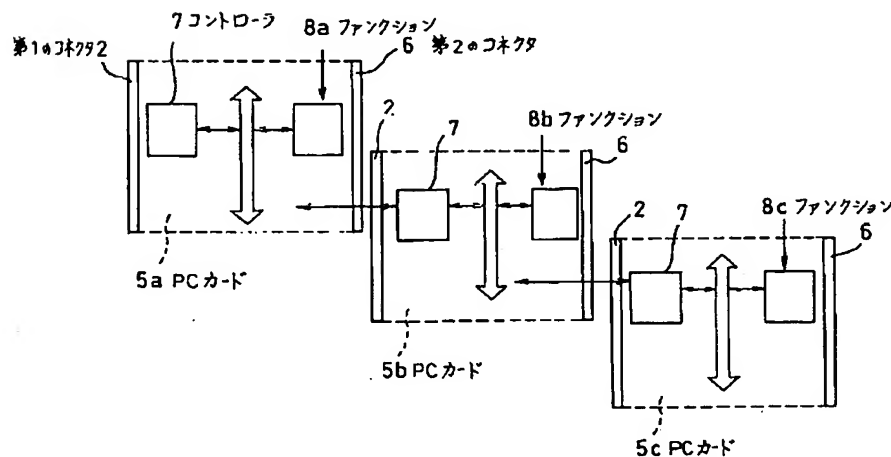 7 コントローラ
8a ファンクション
第1のコネクタ2
6 第2のコネクタ
2
7
8b ファンクション
6
5a PCカード
2
7
8c ファンクション
6
5b PCカード
5c PCカード